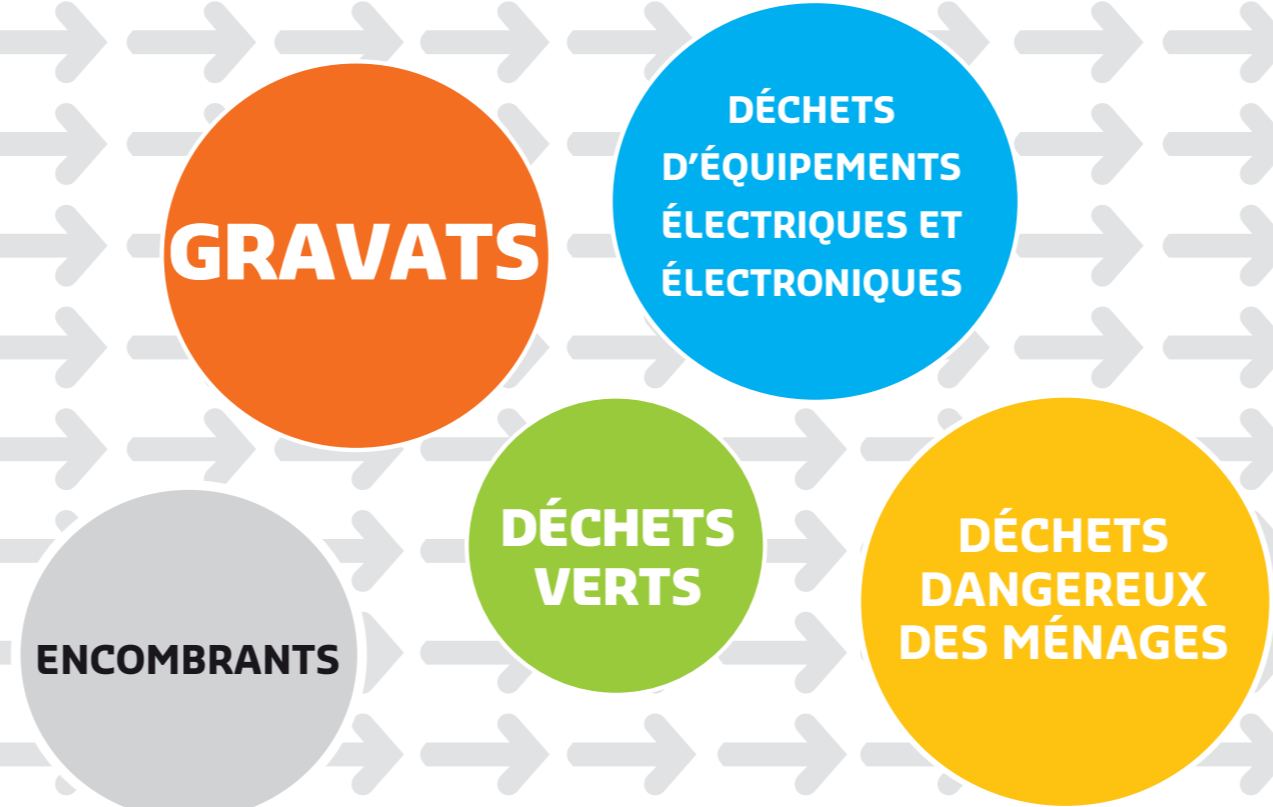 GRAVATS
DÉCHETS
D’ÉQUIPEMENTS
ÉLECTRIQUES ET
ÉLECTRONIQUES
ENCOMBRANTS
DÉCHETS
VERTS
DÉCHETS
DANGEREUX
DES MÉNAGES